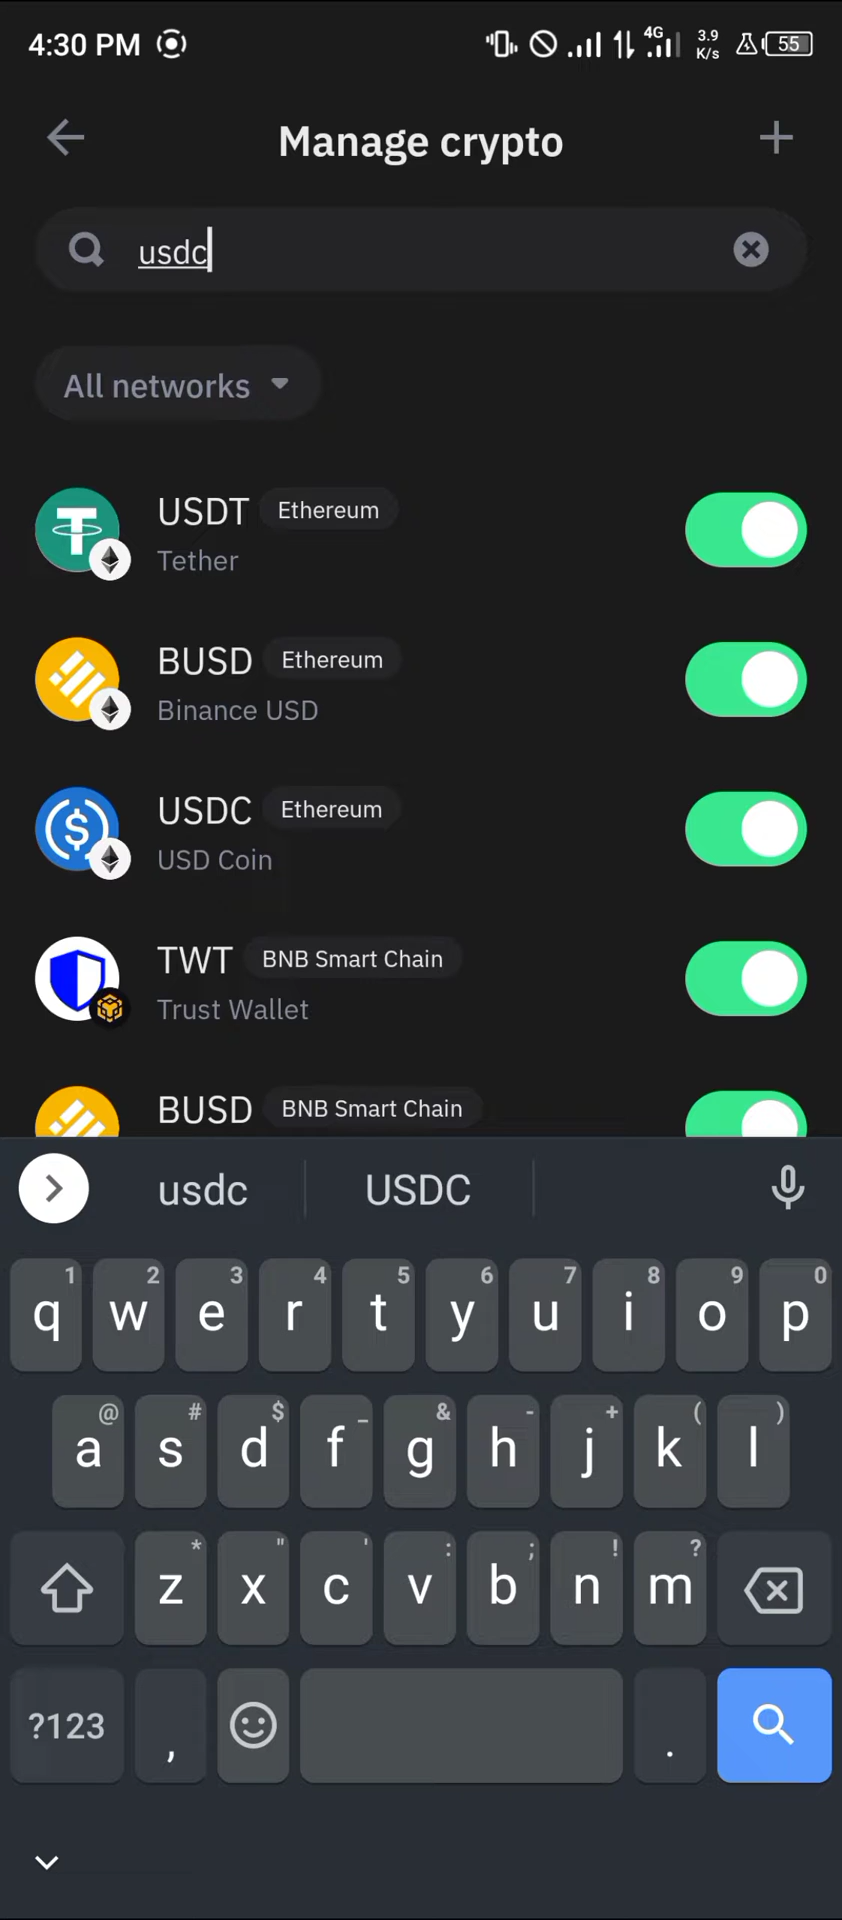 4:30 PM
4G 3.9 K/s 55
Manage crypto
usdc
All networks
USDT Ethereum
Tether
BUSD Ethereum
Binance USD
USDC Ethereum
USD Coin
TWT BNB Smart Chain
Trust Wallet
BUSD BNB Smart Chain
usdc USDC
1 2 3 4 5 6 7 8 9 0
q w e r t y u i o p
@ # $ _ & - + ( )
a s d f g h j k l
* " ' : ; ! ?
z x c v b n m
?123 , .